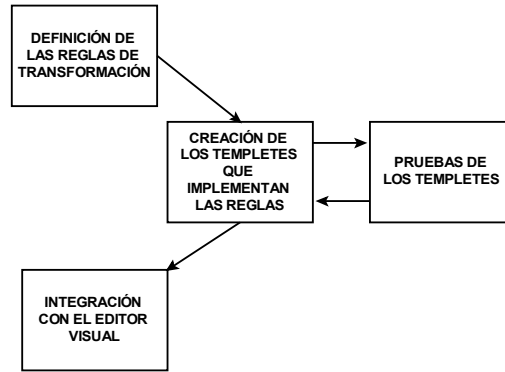 DEFINICIÓN DE
LAS REGLAS DE
TRANSFORMACIÓN
CREACIÓN DE
LOS TEMPLETES
QUE
IMPLEMENTAN
LAS REGLAS
PRUEBAS DE
LOS TEMPLETES
INTEGRACIÓN
CON EL EDITOR
VISUAL